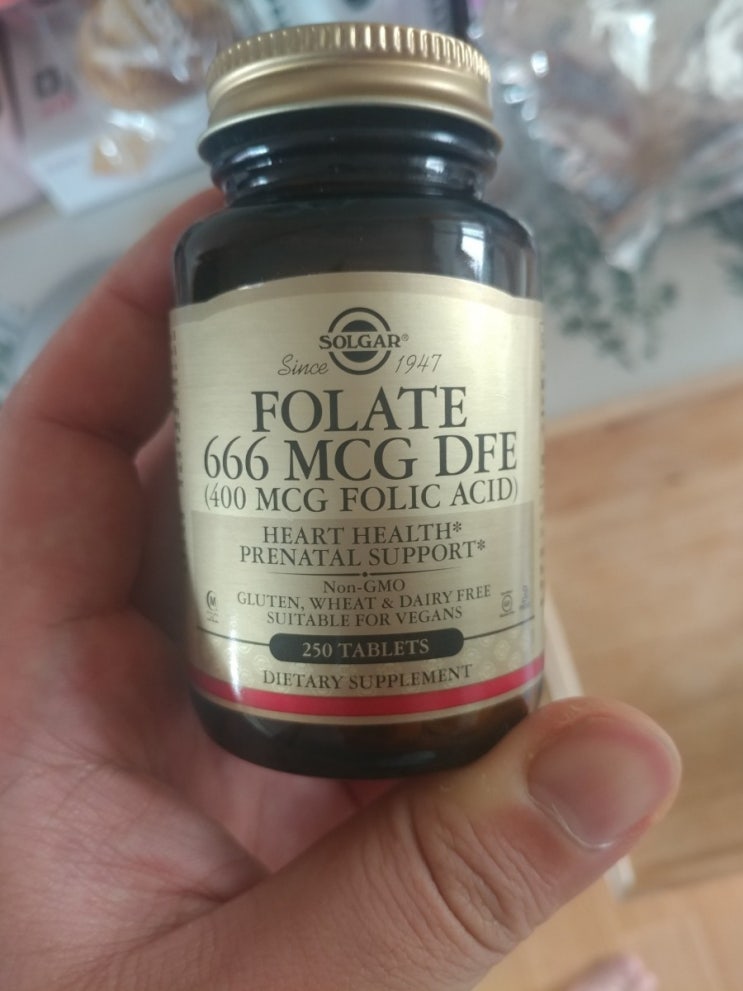 SOLGAR®
Since 1947
FOLATE
666 MCG DFE
(400 MCG FOLIC ACID)
HEART HEALTH*
PRENATAL SUPPORT*
NON-GMO
GLUTEN, WHEAT & DAIRY FREE
SUITABLE FOR VEGANS
250 TABLETS
DIETARY SUPPLEMENT